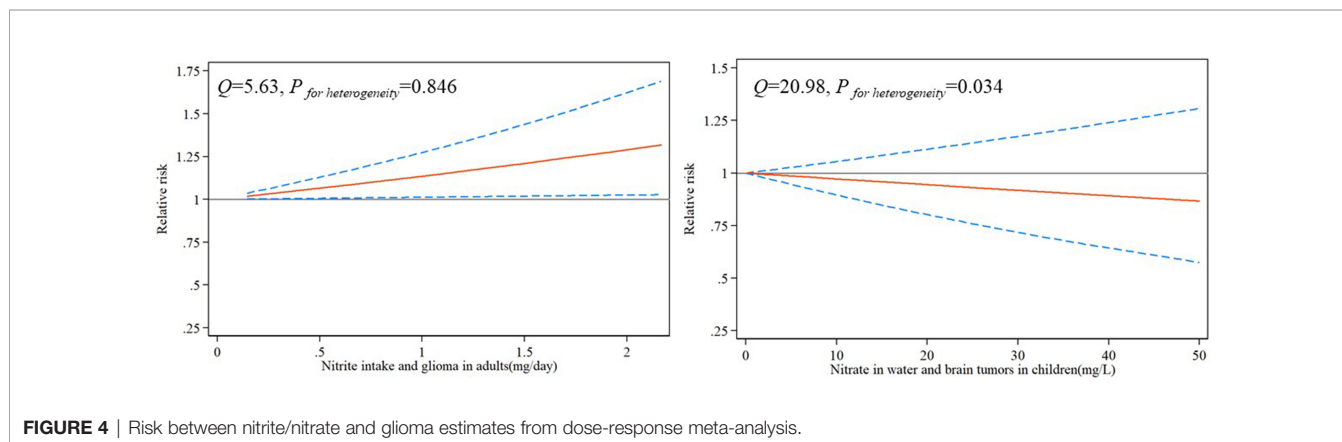 Q=5.63, P for heterogeneity=0.846
1.75
1.5
1.25
1
.75
.5
.25
Relative risk
0 .5 1 1.5 2
Nitrite intake and glioma in adults(mg/day)
Q=20.98, P for heterogeneity=0.034
1.5
1.25
1
.75
.5
.25
Relative risk
0 10 20 30 40 50
Nitrate in water and brain tumors in children(mg/L)
FIGURE 4 | Risk between nitrite/nitrate and glioma estimates from dose-response meta-analysis.